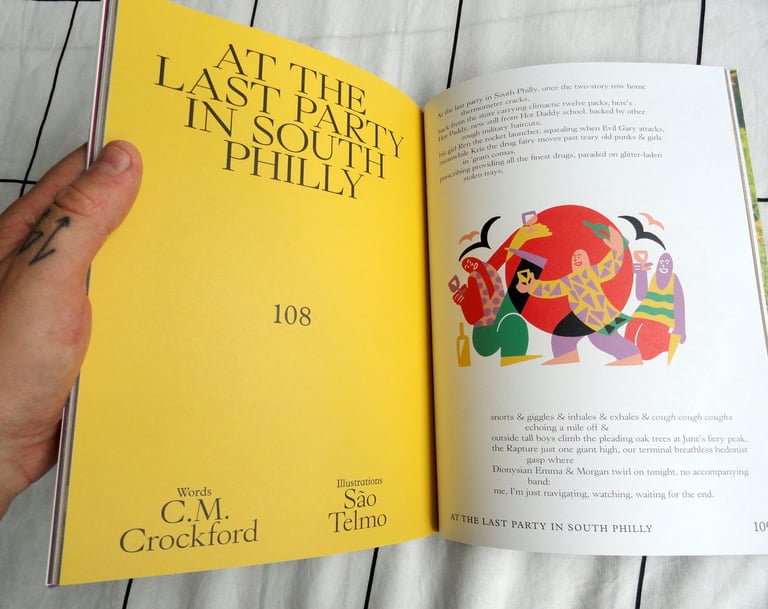 AT THE
LAST PARTY
IN SOUTH
PHILLY
108
Words
C.M.
Crockford
Illustrations
São
Telmo
At the last party in South Philly, once the two-story row home
thermometer cracks,
back from the store carrying climactic twelve packs, here's
Hot Paddy, new still from Hot Daddy school, backed by other
rough military haircuts,
his girl Ren the rocket launcher, squealing when Evil Gary attacks,
meanwhile Kris the drug fairy moves past teary old punks & girls
in 'gram comas,
prescribing providing all the finest drugs, paraded on glitter-laden
stolen trays,
snorts & giggles & inhales & exhales & cough cough coughs
echoing a mile off &
outside tall boys climb the pleading oak trees at June's fiery peak,
the Rapture just one giant high, our terminal breathless hedonist
gasp where
Dionysian Emma & Morgan twirl on tonight, no accompanying
band:
me, I'm just navigating, watching, waiting for the end.
AT THE LAST PARTY IN SOUTH PHILLY